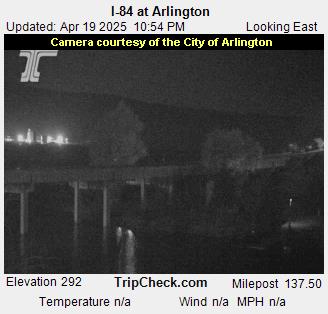 I-84 at Arlington
Updated: Apr 19 2025 10:54 PM Looking East
Camera courtesy of the City of Arlington
Elevation 292 TripCheck.com Milepost 137.50
Temperature n/a Wind n/a MPH n/a